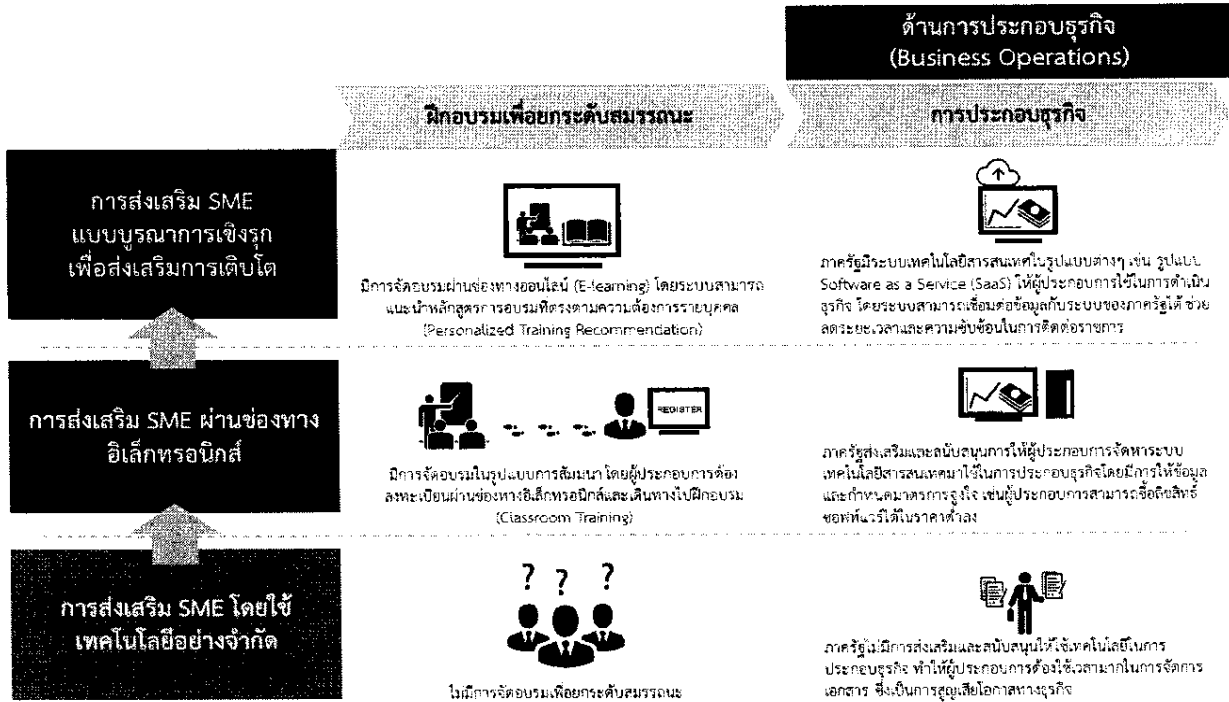 ด้านการประกอบธุรกิจ
(Business Operations)
ฝึกอบรมเพื่อยกระดับสมรรถนะ
การประกอบธุรกิจ
การส่งเสริม SME
แบบบูรณาการเชิงรุก
เพื่อส่งเสริมการเติบโต
มีการจัดอบรมผ่านช่องทางออนไลน์ (E-learning) โดยระบบสามารถ
แนะนำหลักสูตรการอบรมที่ตรงตามความต้องการรายบุคคล
(Personalized Training Recommendation)
ภาครัฐมีระบบเทคโนโลยีสารสนเทศในรูปแบบต่างๆ เช่น รูปแบบ
Software as a Service (SaaS) ให้ผู้ประกอบการใช้ในการดำเนิน
ธุรกิจ โดยระบบสามารถเชื่อมต่อข้อมูลกับระบบของภาครัฐได้ ช่วย
ลดระยะเวลาและความซับซ้อนในการติดต่อราชการ
การส่งเสริม SME ผ่านช่องทาง
อิเล็กทรอนิกส์
REGISTER
มีการจัดอบรมในรูปแบบการสัมมนา โดยผู้ประกอบการต้อง
ลงทะเบียนผ่านช่องทางอิเล็กทรอนิกส์และเดินทางไปฝึกอบรม
(Classroom Training)
ภาครัฐส่งเสริมและสนับสนุนการให้ผู้ประกอบการจัดหาระบบ
เทคโนโลยีสารสนเทศมาใช้ในการประกอบธุรกิจโดยมีการให้ข้อมูล
และกำหนดมาตรการจูงใจ เช่นผู้ประกอบการสามารถซื้อลิขสิทธิ์
ซอฟท์แวร์ได้ในราคาต่ำลง
การส่งเสริม SME โดยใช้
เทคโนโลยีอย่างจำกัด
? ? ?
ไม่มีการจัดอบรมเพื่อยกระดับสมรรถนะ
ภาครัฐไม่มีการส่งเสริมและสนับสนุนให้ใช้เทคโนโลยีในการ
ประกอบธุรกิจ ทำให้ผู้ประกอบการต้องใช้เวลามากในการจัดการ
เอกสาร ซึ่งเป็นการสูญเสียโอกาสทางธุรกิจ